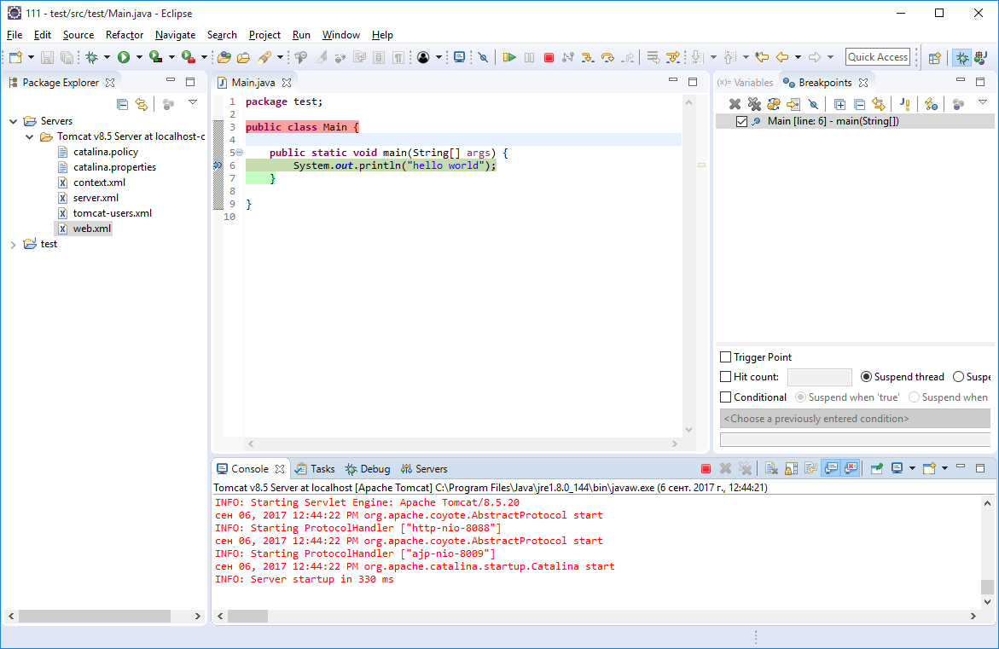 111 - test/src/test/Main.java - Eclipse
File Edit Source Refactor Navigate Search Project Run Window Help
Quick Access
Package Explorer
Servers
Tomcat v8.5 Server at localhost-c
catalina.policy
catalina.properties
context.xml
server.xml
tomcat-users.xml
web.xml
test
Main.java
1 package test;
2
3 public class Main {
4
5 public static void main(String[] args) {
6 System.out.println("hello world");
7 }
8
9 }
10
(x)= Variables Breakpoints
Main [line: 6] - main(String[])
Trigger Point
Hit count: Suspend thread Suspe
Conditional Suspend when 'true' Suspend when
<Choose a previously entered condition>
Console Tasks Debug Servers
Tomcat v8.5 Server at localhost [Apache Tomcat] C:\Program Files\Java\jre1.8.0_144\bin\javaw.exe (6 сент. 2017 г., 12:44:21)
INFO: Starting Servlet Engine: Apache Tomcat/8.5.20
сен 06, 2017 12:44:22 PM org.apache.coyote.AbstractProtocol start
INFO: Starting ProtocolHandler ["http-nio-8088"]
сен 06, 2017 12:44:22 PM org.apache.coyote.AbstractProtocol start
INFO: Starting ProtocolHandler ["ajp-nio-8009"]
сен 06, 2017 12:44:22 PM org.apache.catalina.startup.Catalina start
INFO: Server startup in 330 ms